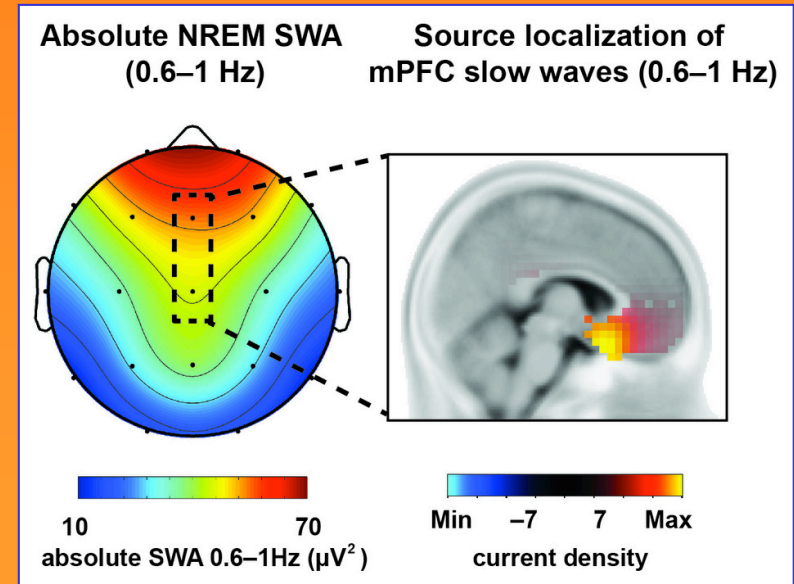 Absolute NREM SWA
(0.6–1 Hz)
Source localization of
mPFC slow waves (0.6–1 Hz)
10 70
absolute SWA 0.6–1Hz (µV²)
Min –7 7 Max
current density